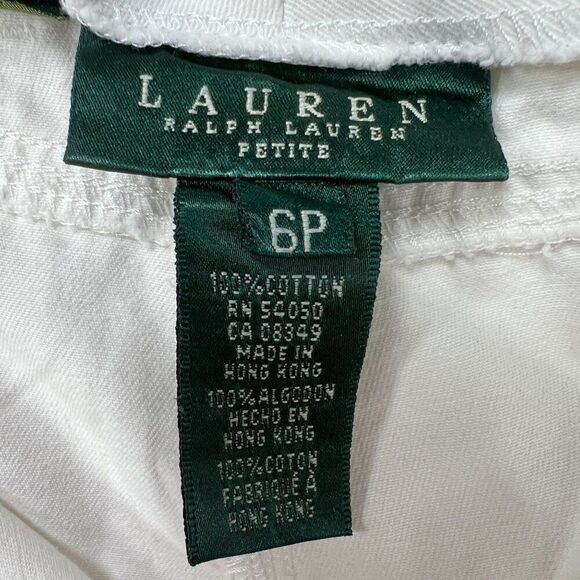 LAUREN
RALPH LAUREN
PETITE
6P
100% COTTON
RN 54050
CA 08349
MADE IN
HONG KONG
100% ALGODON
HECHO EN
HONG KONG
100% COTON
FABRIQUÉ À
HONG KONG